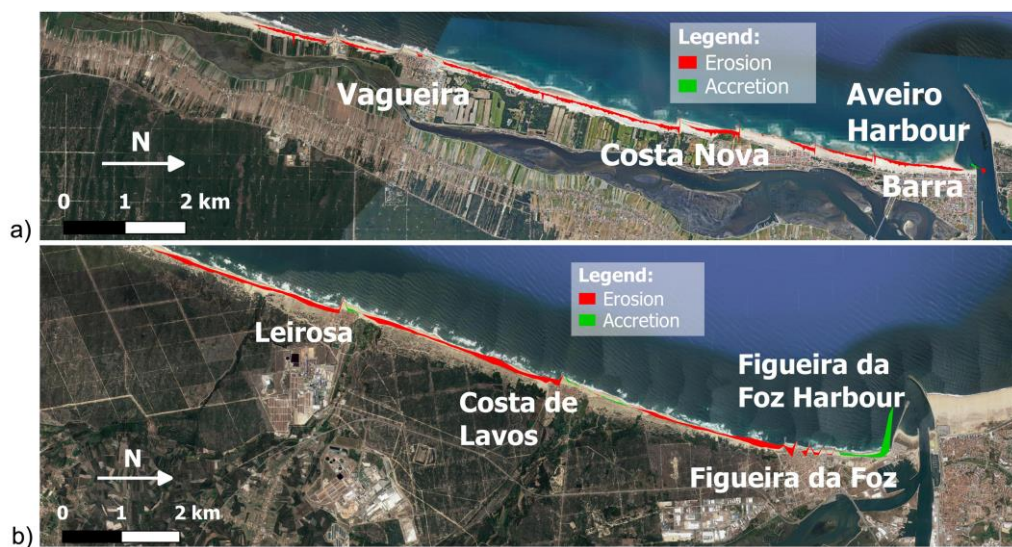 Legend:
Erosion
Accretion
Vagueira
Aveiro
Harbour
Costa Nova
Barra
N
0 1 2 km
a)
Legend:
Erosion
Accretion
Leirosa
Figueira da
Foz Harbour
Costa de
Lavos
N
Figueira da Foz
0 1 2 km
b)